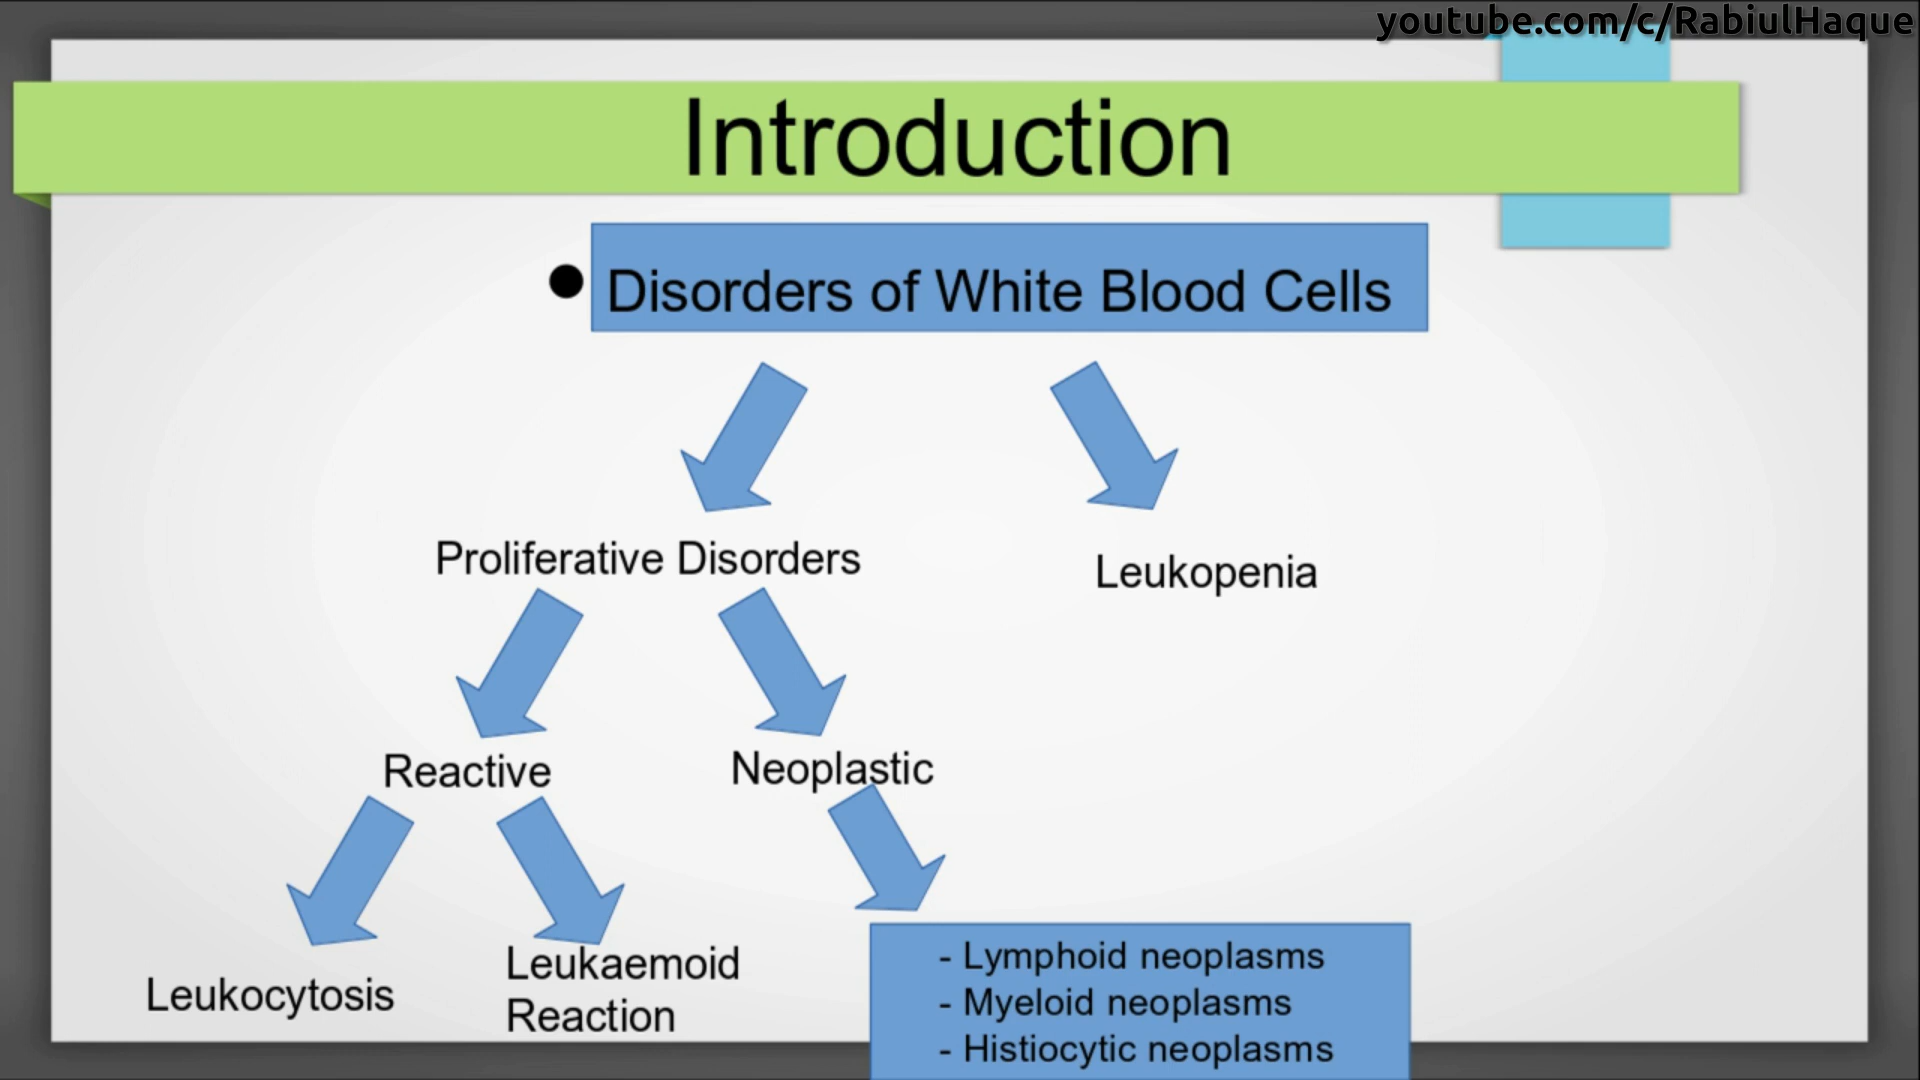 youtube.com/c/RabiulHaque
Introduction
• Disorders of White Blood Cells
Proliferative Disorders
Leukopenia
Reactive
Neoplastic
Leukocytosis
Leukaemoid
Reaction
- Lymphoid neoplasms
- Myeloid neoplasms
- Histiocytic neoplasms